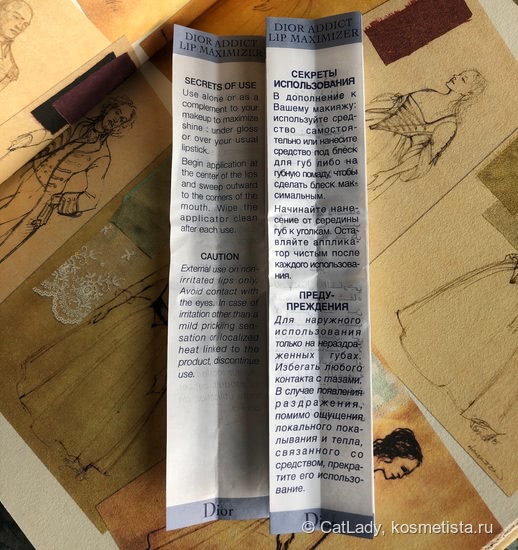 DIOR ADDICT
LIP MAXIMIZER
SECRETS OF USE
Use alone or as a
complement to your
makeup to maximize
shine : under gloss
or over your usual
lipstick.
Begin application at
the center of the lips
and sweep outward
to the corners of the
mouth. Wipe the
applicator clean
after each use.
CAUTION
External use on non-
irritated lips only.
Avoid contact with
the eyes. In case of
irritation other than a
mild pricking sen-
sation or localized
heat linked to the
product, discontinue
use.
Dior
DIOR ADDICT
LIP MAXIMIZER
СЕКРЕТЫ
ИСПОЛЬЗОВАНИЯ
В дополнение к
Вашему макияжу:
используйте сред-
ство самостоя-
тельно или нанесите
средство под блеск
для губ либо на
губную помаду, чтобы
сделать блеск мак-
симальным.
Начинайте нане-
сение от середины
губ к уголкам. Оста-
вляйте апплика-
тор чистым после
каждого использова-
ния.
ПРЕДУ-
ПРЕЖДЕНИЯ
Для наружного
использования
только на нераздра-
женных губах.
Избегать любого
контакта с глазами.
В случае появления
раздражения,
помимо ощущения
локального пока-
лывания и тепла,
связанного со
средством, прекра-
тите его использо-
вание.
© CatLady, kosmetista.ru